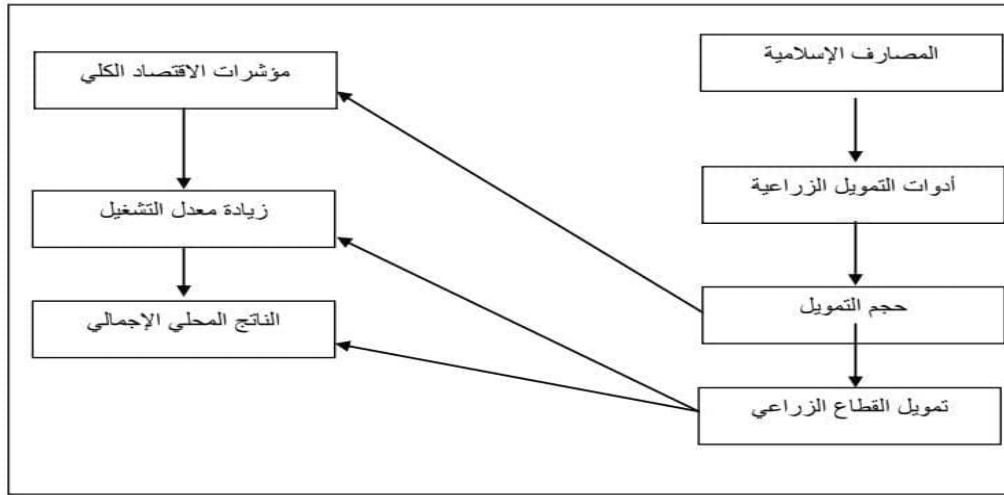 المصارف الإسلامية
مؤشرات الاقتصاد الكلي
أدوات التمويل الزراعية
زيادة معدل التشغيل
حجم التمويل
الناتج المحلي الإجمالي
تمويل القطاع الزراعي